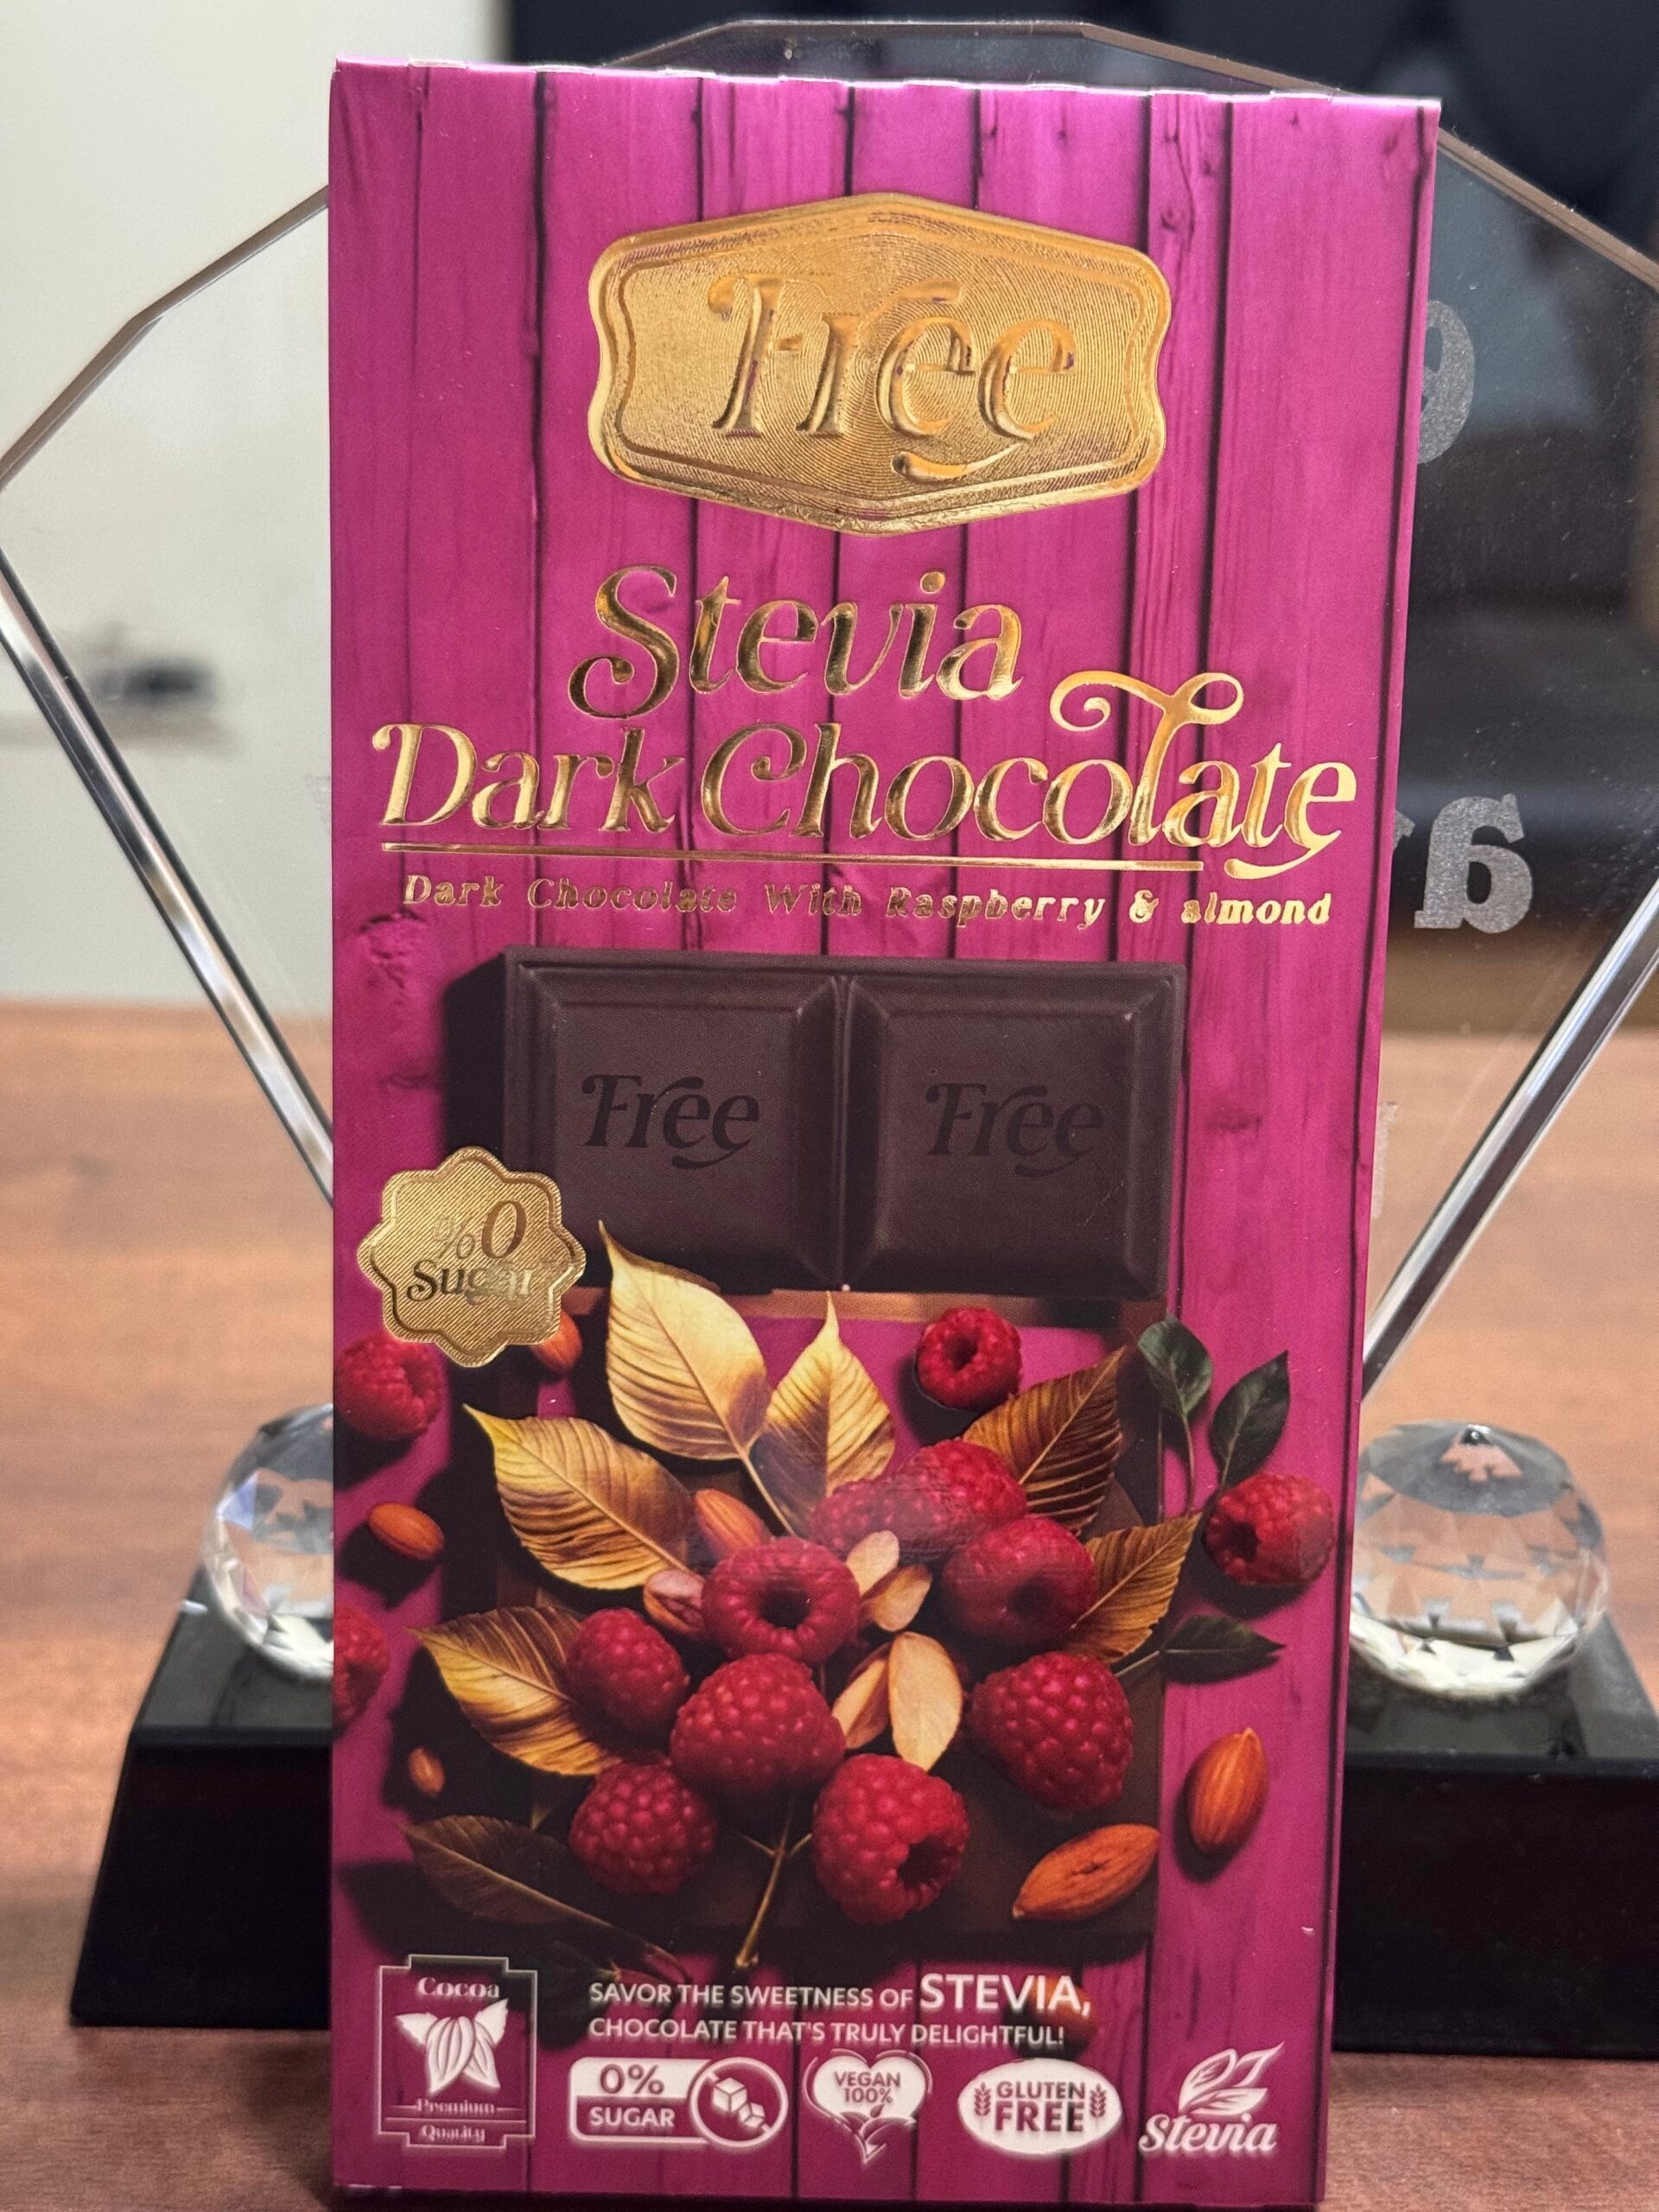 Free
Stevia
Dark Chocolate
Dark Chocolate With Raspberry & almond
Free Free
%0
Sugar
Cocoa
Premium
Quality
SAVOR THE SWEETNESS OF STEVIA,
CHOCOLATE THAT'S TRULY DELIGHTFUL!
0%
SUGAR
VEGAN
100%
GLUTEN
FREE
Stevia